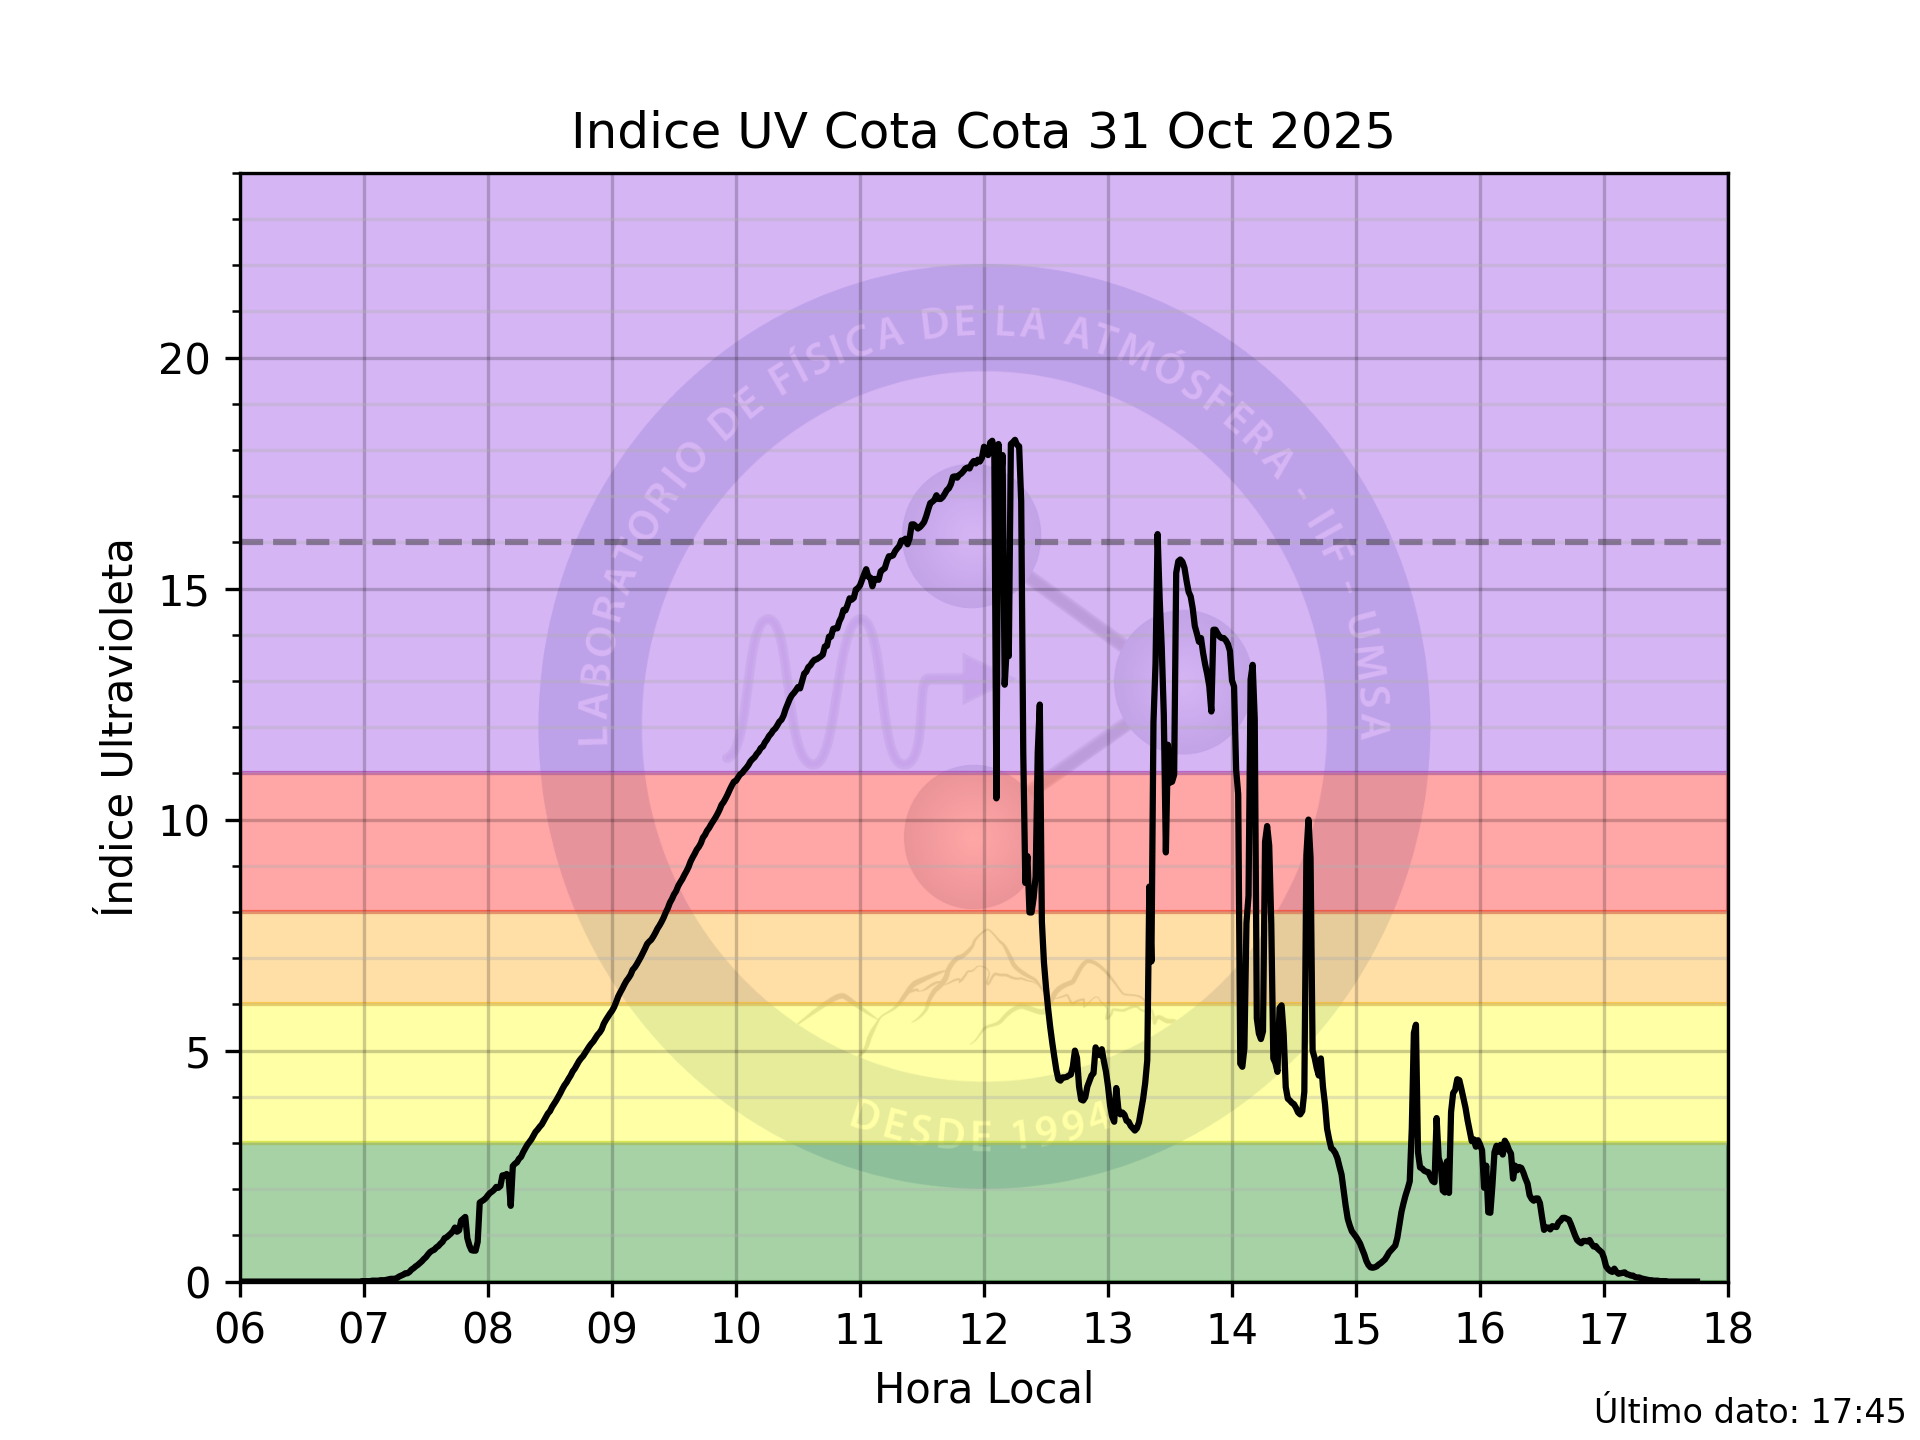 Indice UV Cota Cota 31 Oct 2025
LABORATORIO DE FÍSICA DE LA ATMÓSFERA - IIF - UMSA
DESDE 1994
Índice Ultravioleta
20
15
10
5
0
06 07 08 09 10 11 12 13 14 15 16 17 18
Hora Local
Último dato: 17:45